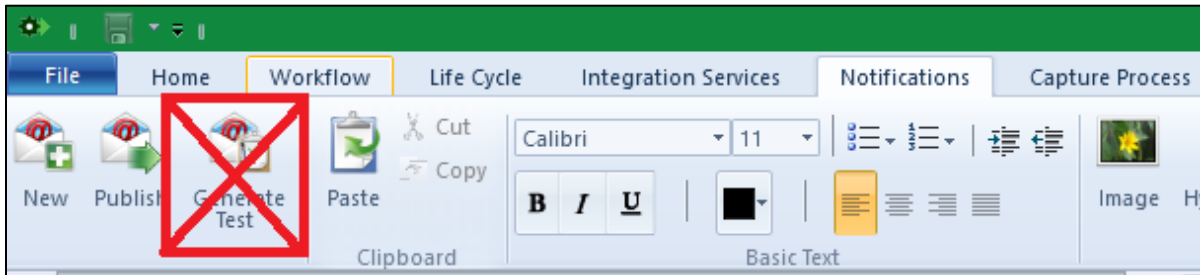 File Home Workflow Life Cycle Integration Services Notifications Capture Process
New Publish Generate Test Paste Cut Copy Calibri 11 B I U Image
Clipboard Basic Text